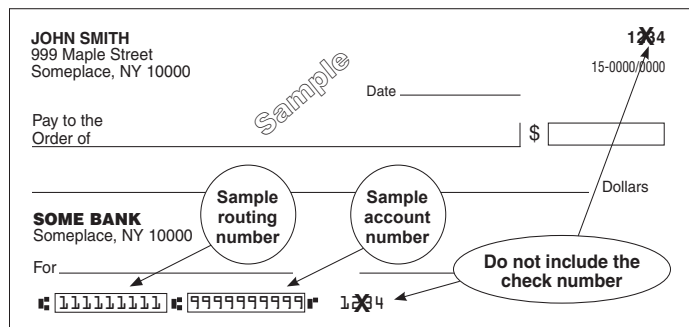 JOHN SMITH
999 Maple Street
Someplace, NY 10000
1234
15-0000/0000
Sample
Date
Pay to the
Order of
$
Dollars
SOME BANK
Someplace, NY 10000
Sample
routing
number
Sample
account
number
Do not include the
check number
For
⑆111111111⑆ 9999999999⑈ 1234